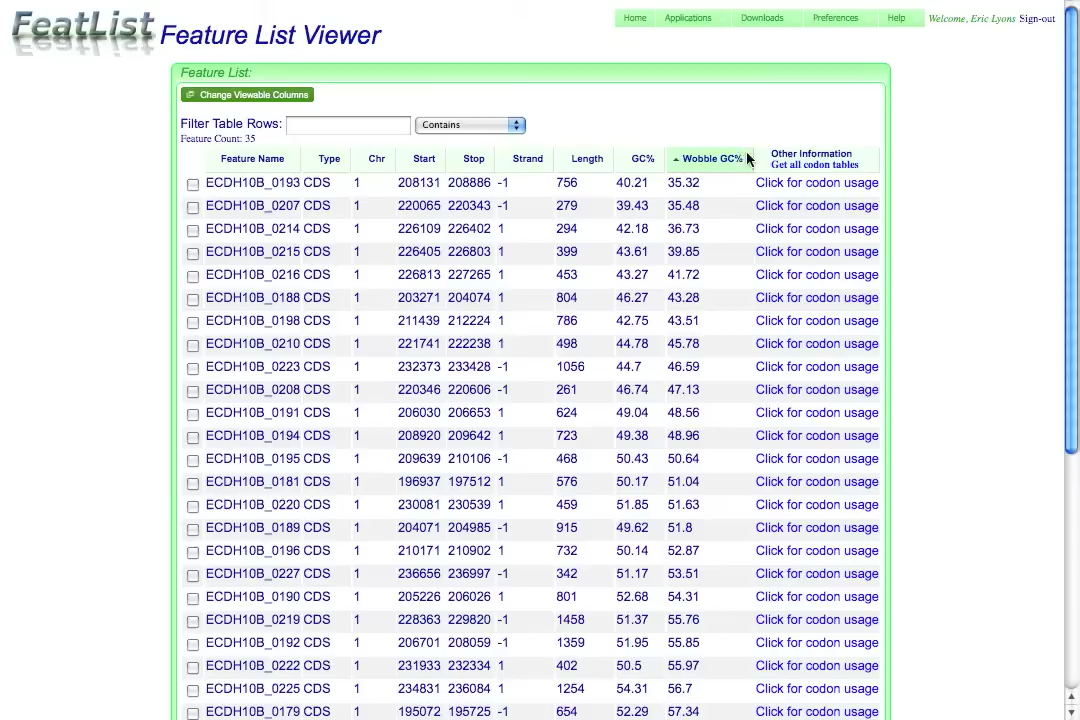 FeatList Feature List Viewer
Home Applications Downloads Preferences Help Welcome, Eric Lyons Sign-out
Feature List:
Change Viewable Columns
Filter Table Rows: Contains
Feature Count: 35
Feature Name Type Chr Start Stop Strand Length GC% Wobble GC% Other Information
Get all codon tables
ECDH10B_0193 CDS 1 208131 208886 -1 756 40.21 35.32 Click for codon usage
ECDH10B_0207 CDS 1 220065 220343 -1 279 39.43 35.48 Click for codon usage
ECDH10B_0214 CDS 1 226109 226402 1 294 42.18 36.73 Click for codon usage
ECDH10B_0215 CDS 1 226405 226803 1 399 43.61 39.85 Click for codon usage
ECDH10B_0216 CDS 1 226813 227265 1 453 43.27 41.72 Click for codon usage
ECDH10B_0188 CDS 1 203271 204074 1 804 46.27 43.28 Click for codon usage
ECDH10B_0198 CDS 1 211439 212224 1 786 42.75 43.51 Click for codon usage
ECDH10B_0210 CDS 1 221741 222238 1 498 44.78 45.78 Click for codon usage
ECDH10B_0223 CDS 1 232373 233428 -1 1056 44.7 46.59 Click for codon usage
ECDH10B_0208 CDS 1 220346 220606 -1 261 46.74 47.13 Click for codon usage
ECDH10B_0191 CDS 1 206030 206653 1 624 49.04 48.56 Click for codon usage
ECDH10B_0194 CDS 1 208920 209642 1 723 49.38 48.96 Click for codon usage
ECDH10B_0195 CDS 1 209639 210106 -1 468 50.43 50.64 Click for codon usage
ECDH10B_0181 CDS 1 196937 197512 1 576 50.17 51.04 Click for codon usage
ECDH10B_0220 CDS 1 230081 230539 1 459 51.85 51.63 Click for codon usage
ECDH10B_0189 CDS 1 204071 204985 -1 915 49.62 51.8 Click for codon usage
ECDH10B_0196 CDS 1 210171 210902 1 732 50.14 52.87 Click for codon usage
ECDH10B_0227 CDS 1 236656 236997 -1 342 51.17 53.51 Click for codon usage
ECDH10B_0190 CDS 1 205226 206026 1 801 52.68 54.31 Click for codon usage
ECDH10B_0219 CDS 1 228363 229820 -1 1458 51.37 55.76 Click for codon usage
ECDH10B_0192 CDS 1 206701 208059 -1 1359 51.95 55.85 Click for codon usage
ECDH10B_0222 CDS 1 231933 232334 1 402 50.5 55.97 Click for codon usage
ECDH10B_0225 CDS 1 234831 236084 1 1254 54.31 56.7 Click for codon usage
ECDH10B_0179 CDS 1 195072 195725 -1 654 52.29 57.34 Click for codon usage